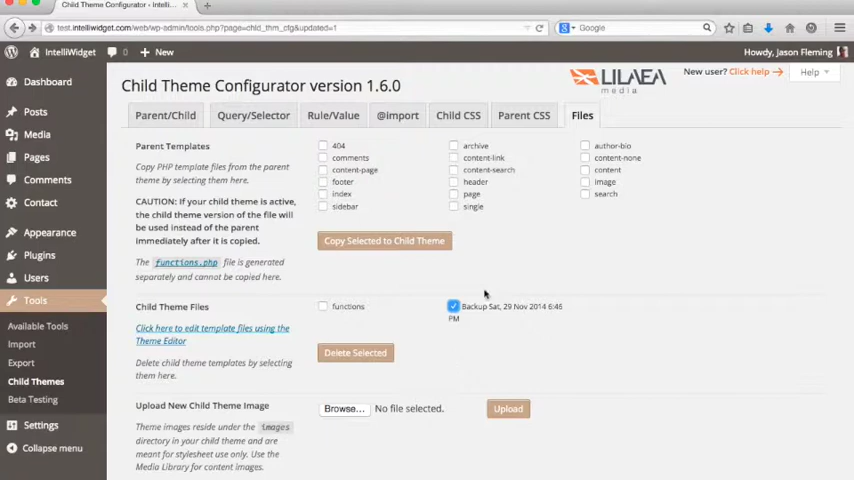 Child Theme Configurator ‹ Intelli...
test.intelliwidget.com/web/wp-admin/tools.php?page=child_thm_cfg&updated=1
Google
IntelliWidget
0
New
Howdy, Jason Fleming
Dashboard
Posts
Media
Pages
Comments
Contact
Appearance
Plugins
Users
Tools
Available Tools
Import
Export
Child Themes
Beta Testing
Settings
Collapse menu
Child Theme Configurator version 1.6.0
LILAEA
media
New user? Click help
Help
Parent/Child
Query/Selector
Rule/Value
@import
Child CSS
Parent CSS
Files
Parent Templates
Copy PHP template files from the parent
theme by selecting them here.
CAUTION: If your child theme is active,
the child theme version of the file will
be used instead of the parent
immediately after it is copied.
The functions.php file is generated
separately and cannot be copied here.
404
archive
author-bio
comments
content-link
content-none
content-page
content-search
content
footer
header
image
index
page
search
sidebar
single
Copy Selected to Child Theme
Child Theme Files
Click here to edit template files using the
Theme Editor
Delete child theme templates by selecting
them here.
functions
Backup Sat, 29 Nov 2014 6:46
PM
Delete Selected
Upload New Child Theme Image
Theme images reside under the images
directory in your child theme and are
meant for stylesheet use only. Use the
Media Library for content images.
Browse... No file selected.
Upload